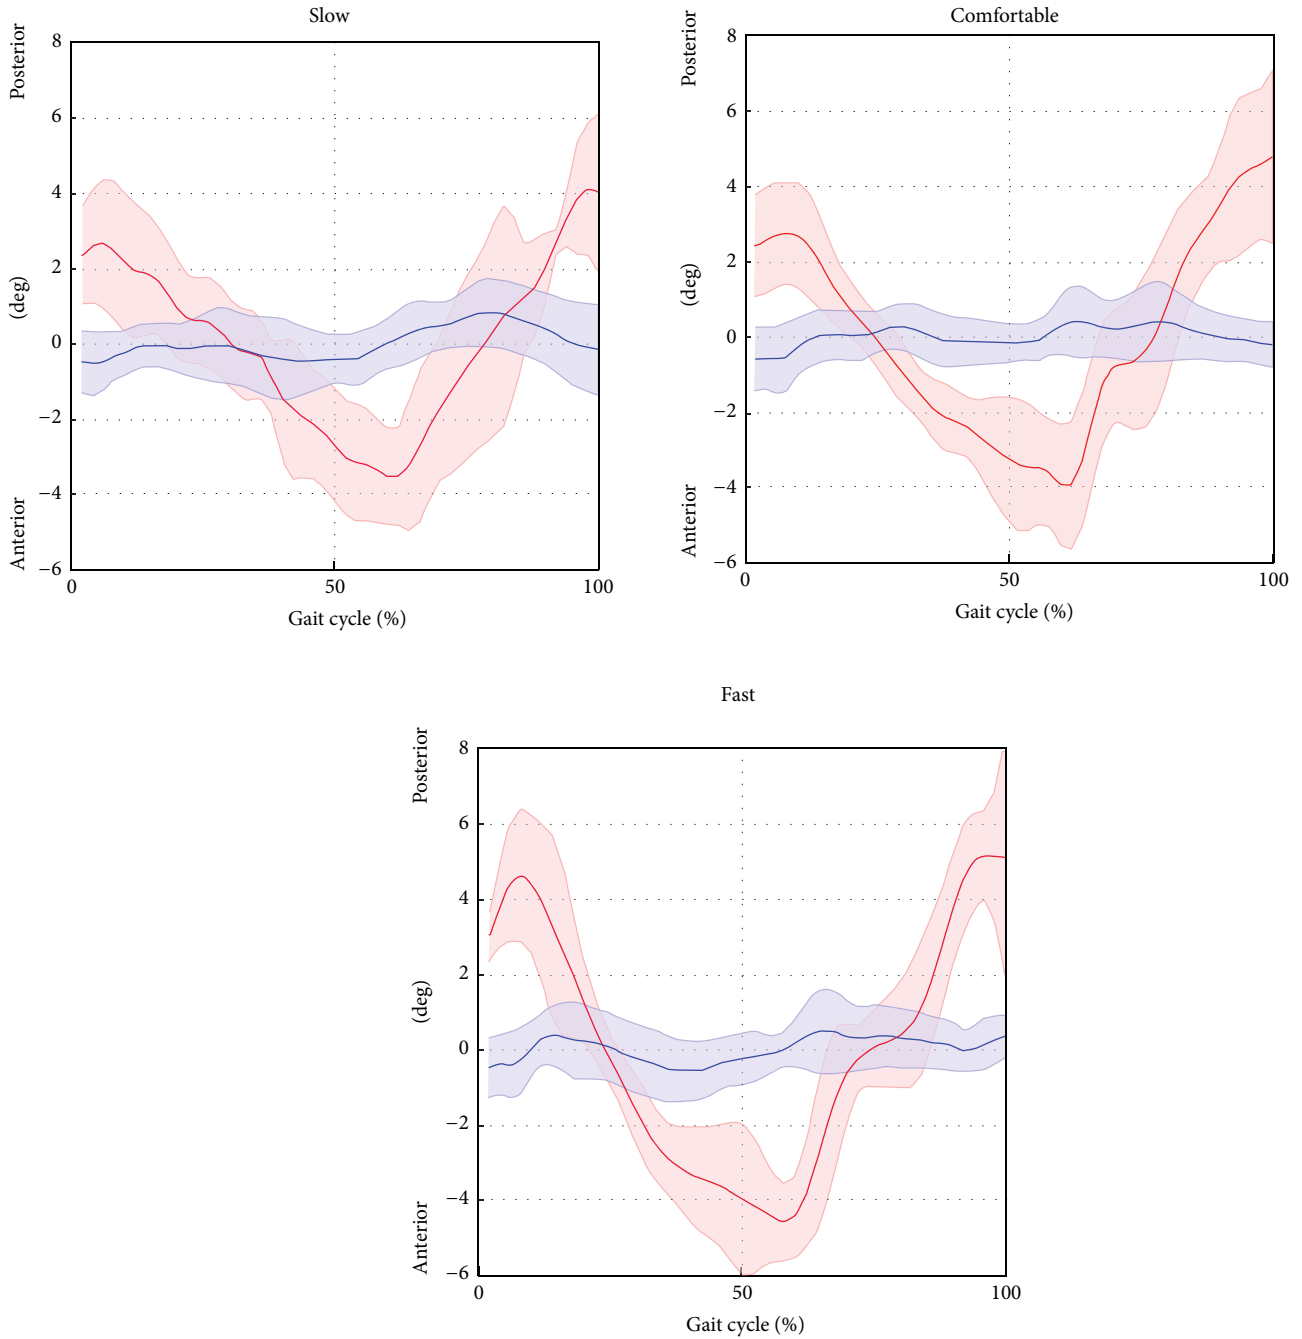 Slow
Posterior
(deg)
Anterior
8
6
4
2
0
−2
−4
−6
0 50 100
Gait cycle (%)
Comfortable
Posterior
(deg)
Anterior
8
6
4
2
0
−2
−4
−6
0 50 100
Gait cycle (%)
Fast
Posterior
(deg)
Anterior
8
6
4
2
0
−2
−4
−6
0 50 100
Gait cycle (%)